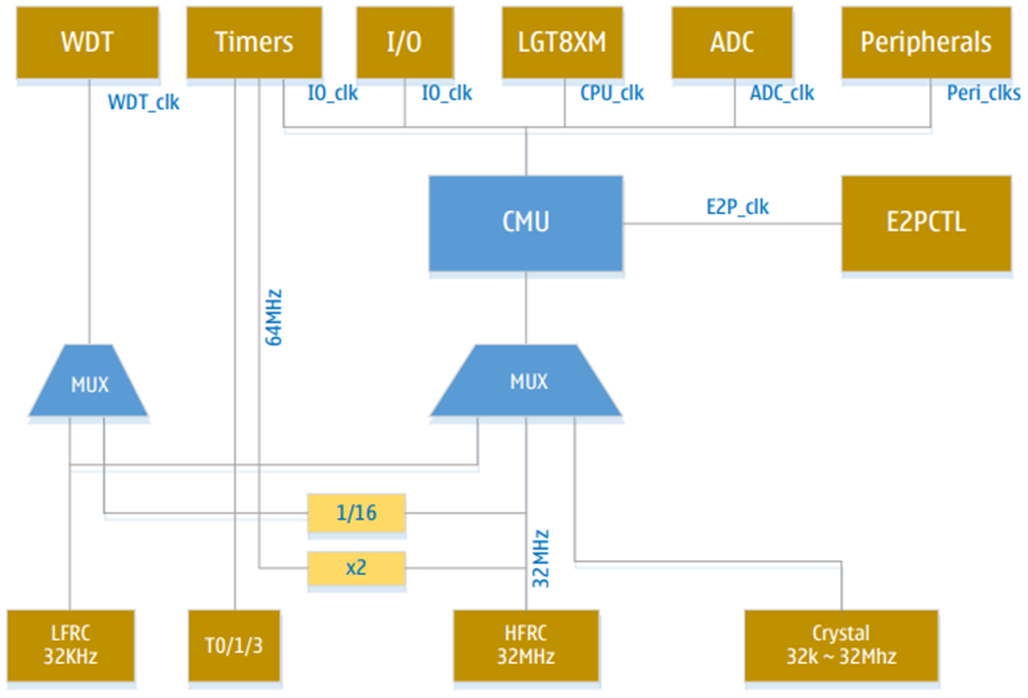 WDT
Timers
I/O
LGT8XM
ADC
Peripherals
WDT_clk
IO_clk
IO_clk
CPU_clk
ADC_clk
Peri_clks
CMU
E2P_clk
E2PCTL
64MHz
MUX
MUX
1/16
x2
32MHz
LFRC
32KHz
T0/1/3
HFRC
32MHz
Crystal
32k ~ 32Mhz